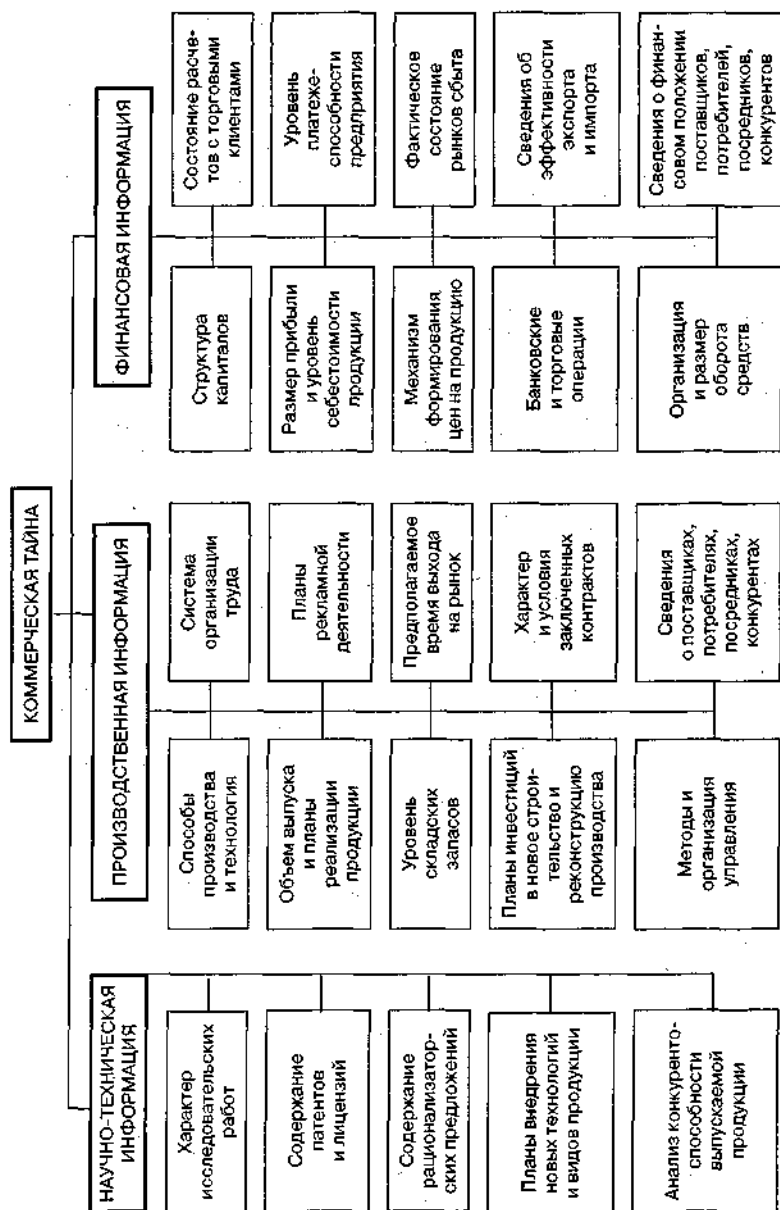 КОММЕРЧЕСКАЯ ТАЙНА
НАУЧНО-ТЕХНИЧЕСКАЯ
ИНФОРМАЦИЯ
Характер
исследовательских
работ
Содержание
патентов
и лицензий
Содержание
рационализатор-
ских предложений
Планы внедрения
новых технологий
и видов продукции
Анализ конкуренто-
способности
выпускаемой
продукции
ПРОИЗВОДСТВЕННАЯ ИНФОРМАЦИЯ
Способы
производства
и технология
Система
организации
труда
Объем выпуска
и планы
реализации
продукции
Планы
рекламной
деятельности
Уровень
складских
запасов
Предполагаемое
время выхода
на рынок
Планы инвестиций
в новое строи-
тельство и
реконструкцию
производства
Характер
и условия
заключенных
контрактов
Методы и
организация
управления
Сведения
о поставщиках,
потребителях,
посредниках,
конкурентах
ФИНАНСОВАЯ ИНФОРМАЦИЯ
Структура
капиталов
Состояние расче-
тов с торговыми
клиентами
Размер прибыли
и уровень
себестоимости
продукции
Уровень
платеже-
способности
предприятия
Механизм
формирования
цен на продукцию
Фактическое
состояние
рынков сбыта
Банковские
и торговые
операции
Сведения об
эффективности
экспорта
и импорта
Организация
и размер
оборота
средств
Сведения о финан-
совом положении
поставщиков,
потребителей,
посредников,
конкурентов